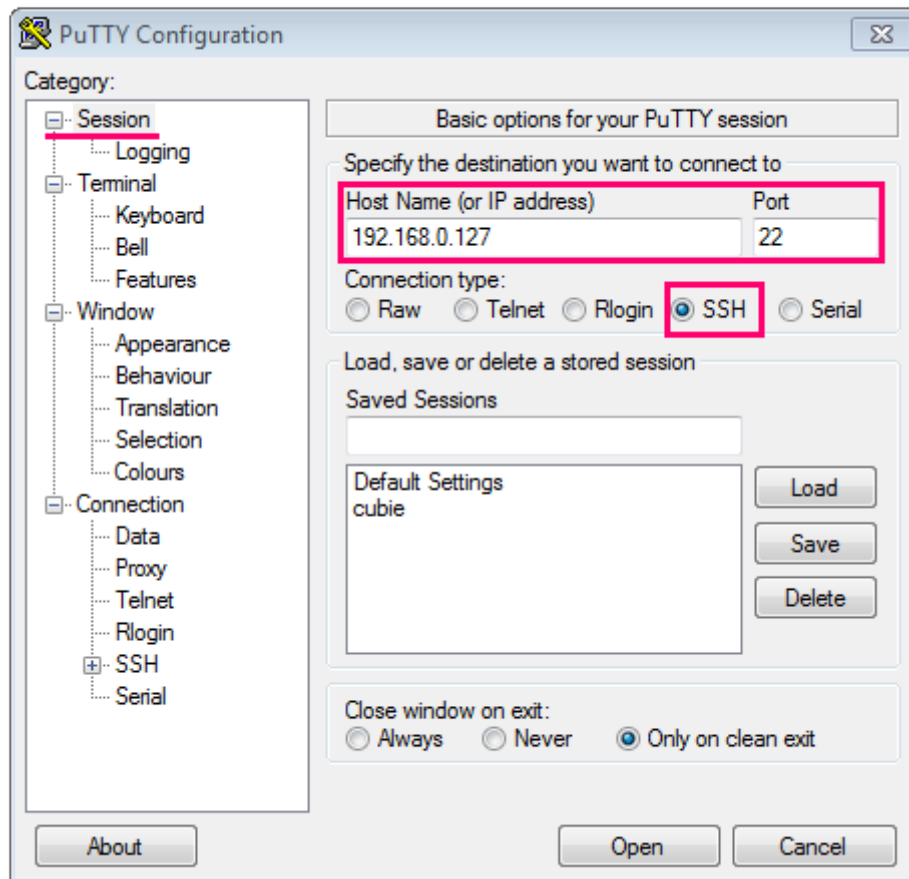 PuTTY Configuration
Category:
Session
Logging
Terminal
Keyboard
Bell
Features
Window
Appearance
Behaviour
Translation
Selection
Colours
Connection
Data
Proxy
Telnet
Rlogin
SSH
Serial
Basic options for your PuTTY session
Specify the destination you want to connect to
Host Name (or IP address) Port
192.168.0.127 22
Connection type:
Raw Telnet Rlogin SSH Serial
Load, save or delete a stored session
Saved Sessions
Default Settings
cubie
Load
Save
Delete
Close window on exit:
Always Never Only on clean exit
About Open Cancel